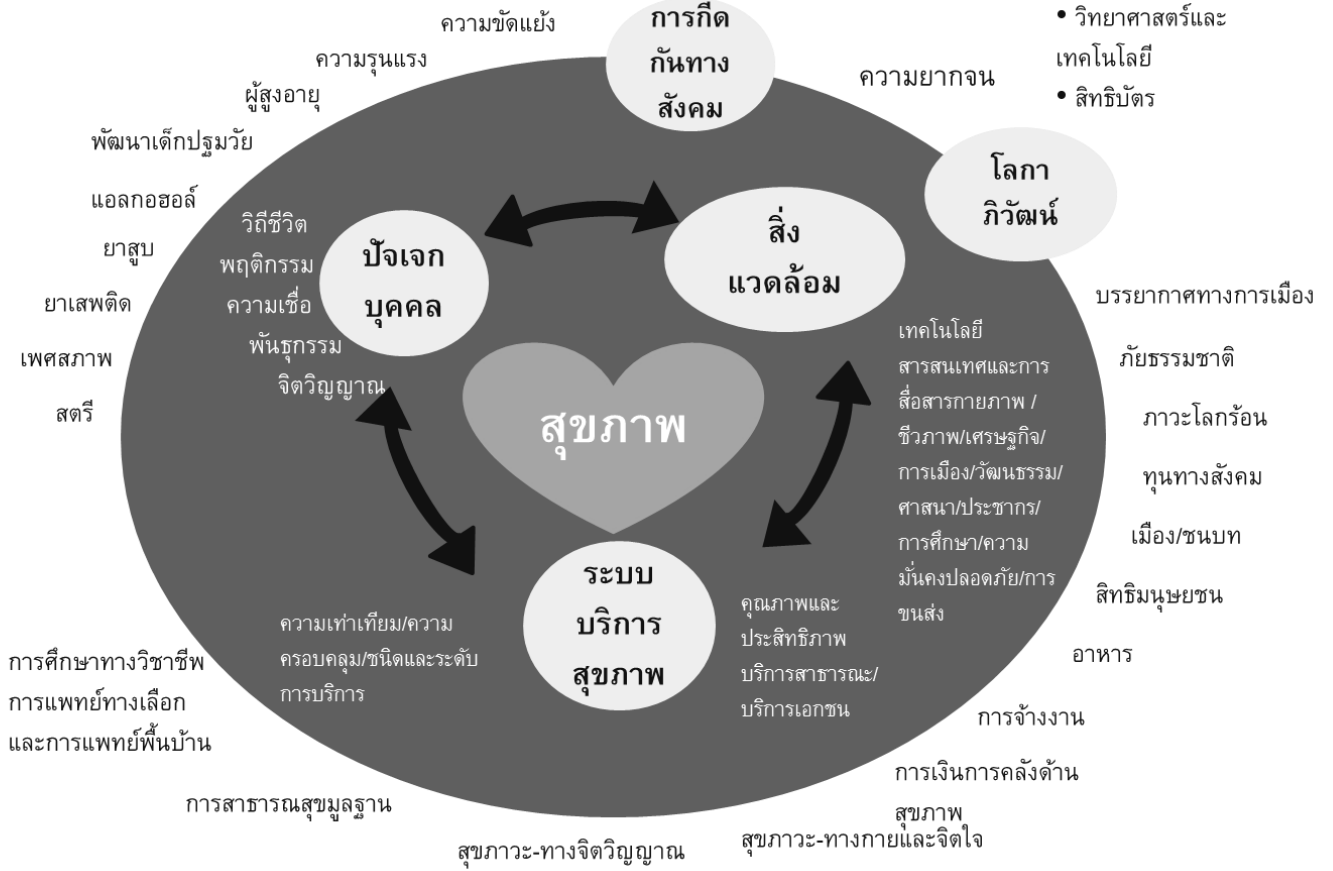 ความขัดแย้ง
ความรุนแรง
ผู้สูงอายุ
พัฒนาเด็กปฐมวัย
แอลกอฮอล์
ยาสูบ
ยาเสพติด
เพศสภาพ
สตรี
การกีด
กันทาง
สังคม
ความยากจน
• วิทยาศาสตร์และ
เทคโนโลยี
• สิทธิบัตร
โลกา
ภิวัฒน์
วิถีชีวิต
พฤติกรรม
ความเชื่อ
พันธุกรรม
จิตวิญญาณ
ปัจเจก
บุคคล
สิ่ง
แวดล้อม
เทคโนโลยี
สารสนเทศและการ
สื่อสารกายภาพ /
ชีวภาพ/เศรษฐกิจ/
การเมือง/วัฒนธรรม/
ศาสนา/ประชากร/
การศึกษา/ความ
มั่นคงปลอดภัย/การ
ขนส่ง
สุขภาพ
ระบบ
บริการ
สุขภาพ
ความเท่าเทียม/ความ
ครอบคลุม/ชนิดและระดับ
การบริการ
คุณภาพและ
ประสิทธิภาพ
บริการสาธารณะ/
บริการเอกชน
บรรยากาศทางการเมือง
ภัยธรรมชาติ
ภาวะโลกร้อน
ทุนทางสังคม
เมือง/ชนบท
สิทธิมนุษยชน
อาหาร
การจ้างงาน
การเงินการคลังด้าน
สุขภาพ
สุขภาวะ-ทางกายและจิตใจ
สุขภาวะ-ทางจิตวิญญาณ
การสาธารณสุขมูลฐาน
การศึกษาทางวิชาชีพ
การแพทย์ทางเลือก
และการแพทย์พื้นบ้าน